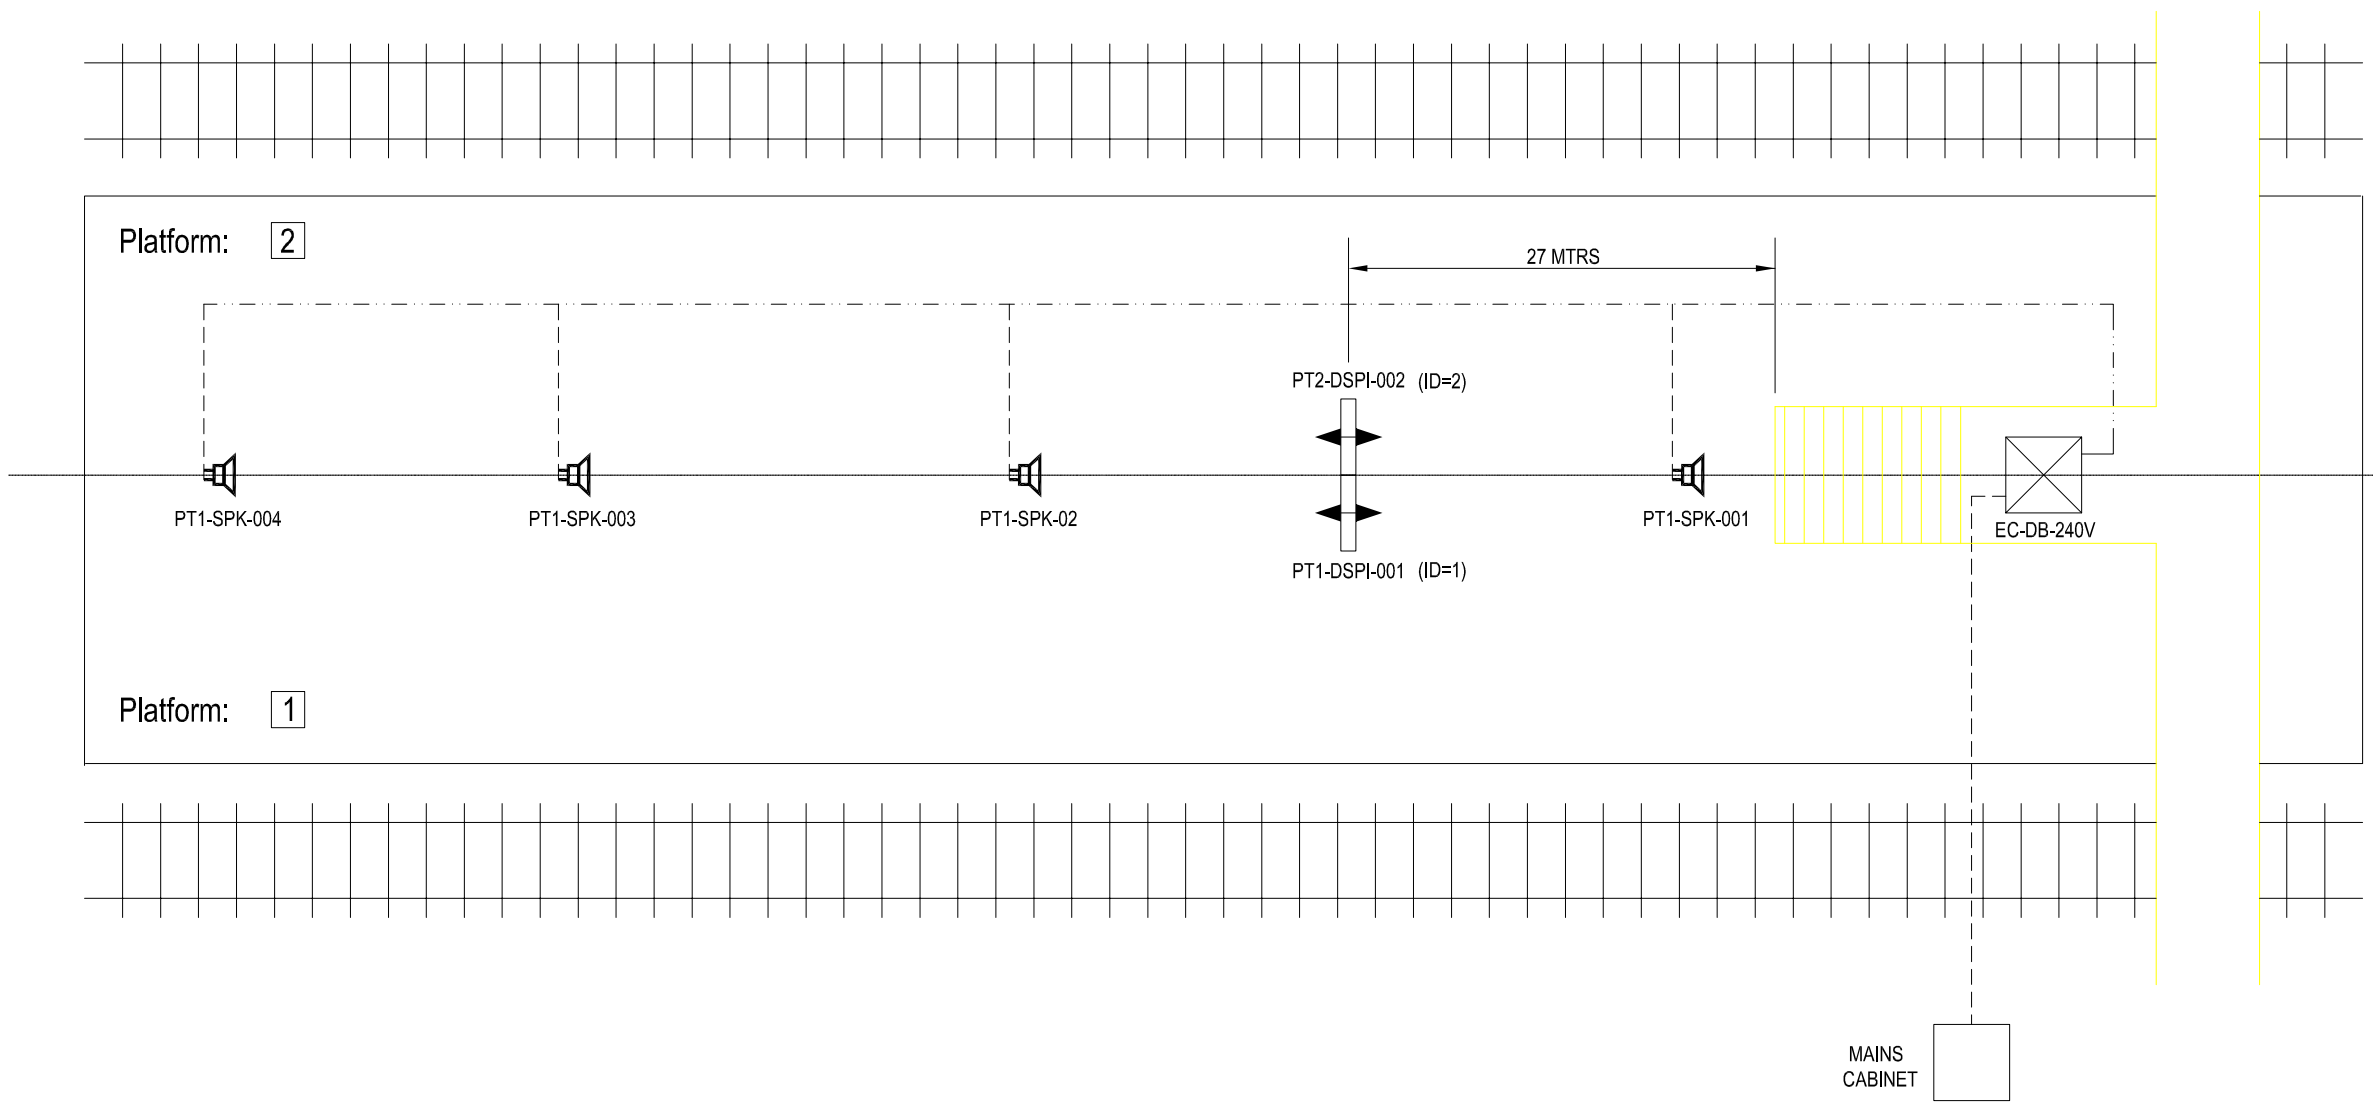 Platform: 2
27 MTRS
PT2-DSPI-002 (ID=2)
PT1-SPK-004
PT1-SPK-003
PT1-SPK-02
PT1-SPK-001
EC-DB-240V
PT1-DSPI-001 (ID=1)
Platform: 1
MAINS
CABINET